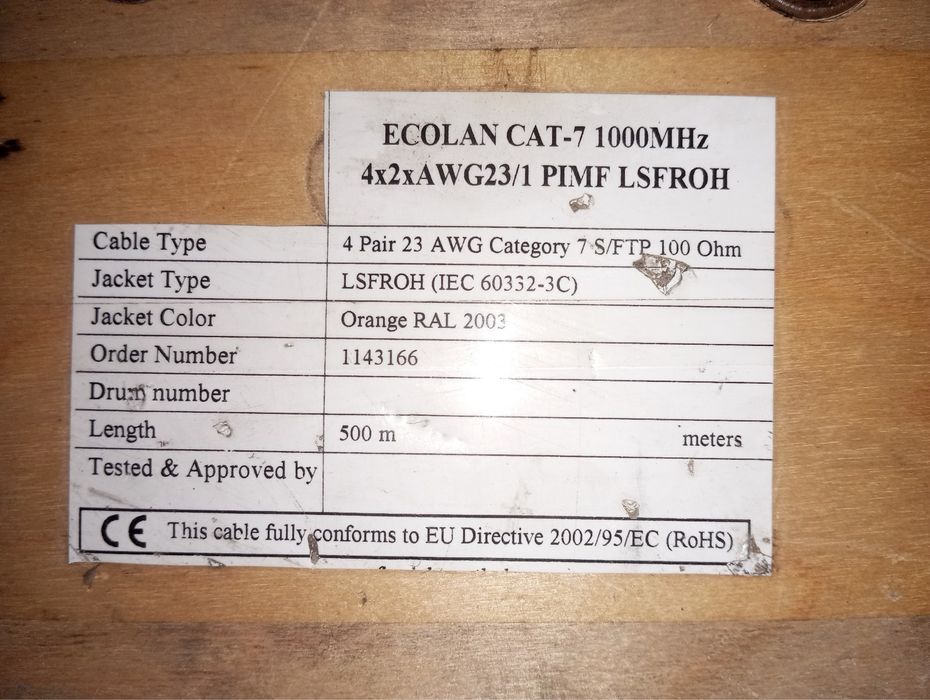 ECOLAN CAT-7 1000MHz
4x2xAWG23/1 PIMF LSFROH
Cable Type 4 Pair 23 AWG Category 7 S/FTP 100 Ohm
Jacket Type LSFROH (IEC 60332-3C)
Jacket Color Orange RAL 2003
Order Number 1143166
Drum number
Length 500 m meters
Tested & Approved by
CE This cable fully conforms to EU Directive 2002/95/EC (RoHS)